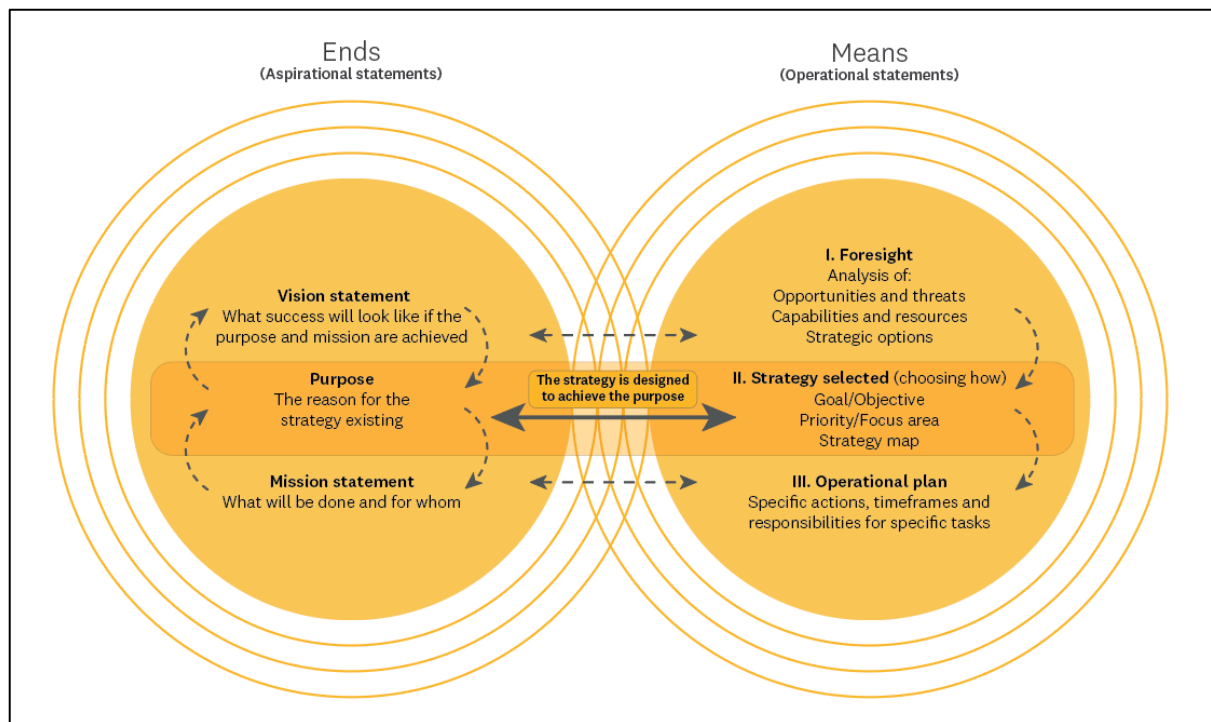 Ends
(Aspirational statements)
Means
(Operational statements)
Vision statement
What success will look like if the
purpose and mission are achieved
Purpose
The reason for the
strategy existing
Mission statement
What will be done and for whom
The strategy is designed
to achieve the purpose
I. Foresight
Analysis of:
Opportunities and threats
Capabilities and resources
Strategic options
II. Strategy selected (choosing how)
Goal/Objective
Priority/Focus area
Strategy map
III. Operational plan
Specific actions, timeframes and
responsibilities for specific tasks